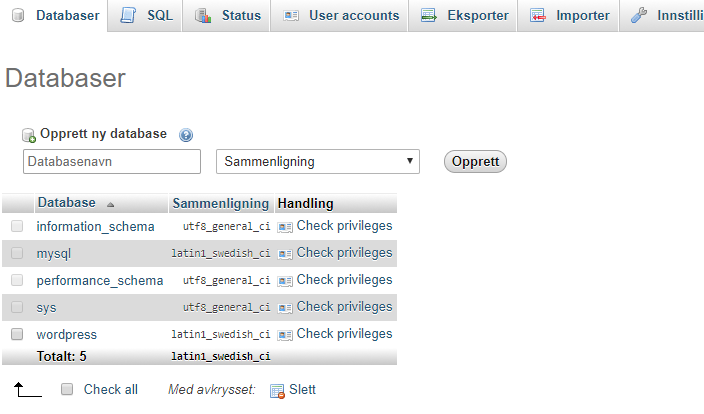 Databaser SQL Status User accounts Eksporter Importer Innstilli
Databaser
Opprett ny database
Databasenavn Sammenligning Opprett
Database Sammenligning Handling
information_schema utf8_general_ci Check privileges
mysql latin1_swedish_ci Check privileges
performance_schema utf8_general_ci Check privileges
sys utf8_general_ci Check privileges
wordpress latin1_swedish_ci Check privileges
Totalt: 5 latin1_swedish_ci
Check all Med avkrysset: Slett